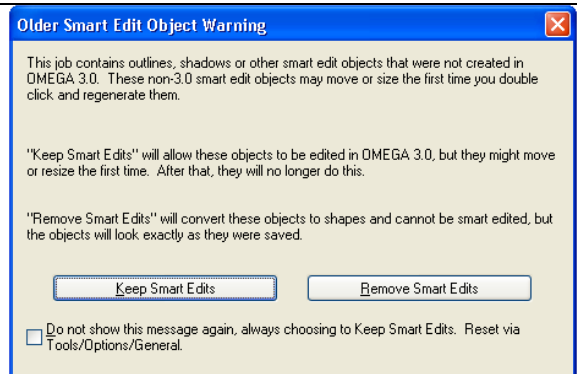 Older Smart Edit Object Warning
This job contains outlines, shadows or other smart edit objects that were not created in
OMEGA 3.0. These non-3.0 smart edit objects may move or size the first time you double
click and regenerate them.
"Keep Smart Edits" will allow these objects to be edited in OMEGA 3.0, but they might move
or resize the first time. After that, they will no longer do this.
"Remove Smart Edits" will convert these objects to shapes and cannot be smart edited, but
the objects will look exactly as they were saved.
Keep Smart Edits Remove Smart Edits
Do not show this message again, always choosing to Keep Smart Edits. Reset via
Tools/Options/General.